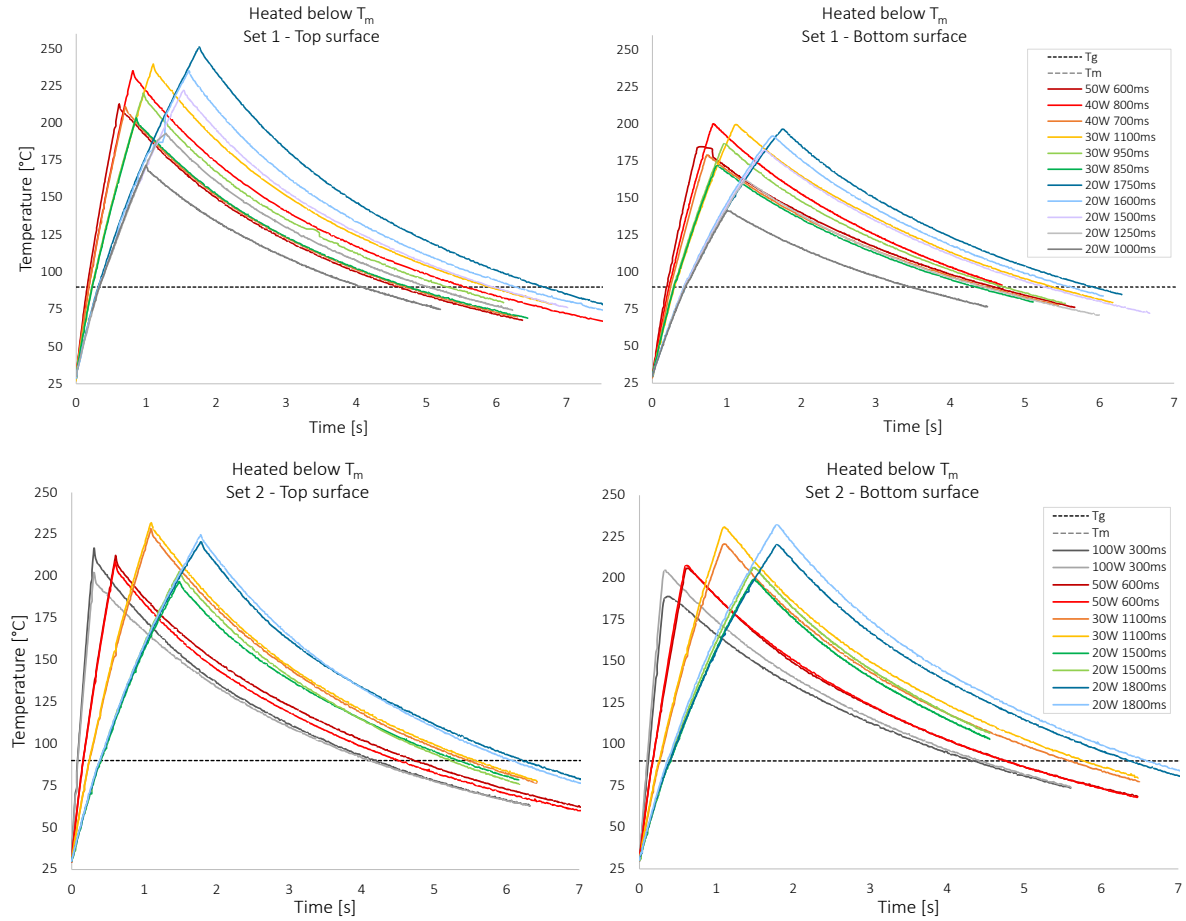 Heated below Tm
Set 1 - Top surface
Temperature [°C]
250
225
200
175
150
125
100
75
50
25
0
1
2
3
4
5
6
7
Time [s]
Heated below Tm
Set 1 - Bottom surface
250
225
200
175
150
125
100
75
50
25
0
1
2
3
4
5
6
7
Time [s]
Tg
Tm
50W 600ms
40W 800ms
40W 700ms
30W 1100ms
30W 950ms
30W 850ms
20W 1750ms
20W 1600ms
20W 1500ms
20W 1250ms
20W 1000ms
Heated below Tm
Set 2 - Top surface
Temperature [°C]
250
225
200
175
150
125
100
75
50
25
0
1
2
3
4
5
6
7
Time [s]
Heated below Tm
Set 2 - Bottom surface
250
225
200
175
150
125
100
75
50
25
0
1
2
3
4
5
6
7
Time [s]
Tg
Tm
100W 300ms
100W 300ms
50W 600ms
50W 600ms
30W 1100ms
30W 1100ms
20W 1500ms
20W 1500ms
20W 1800ms
20W 1800ms